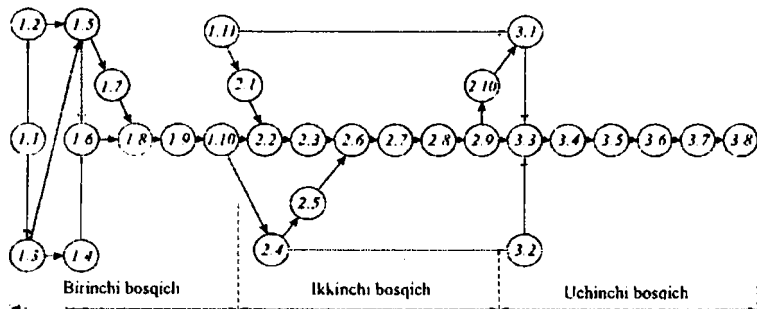 1.2 1.5 1.11 3.1
1.7 2.1 2.10
1.1 1.6 1.8 1.9 1.10 2.2 2.3 2.6 2.7 2.8 2.9 3.3 3.4 3.5 3.6 3.7 3.8
2.5
1.3 1.4 2.4 3.2
Birinchi bosqich Ikkinchi bosqich Uchinchi bosqich